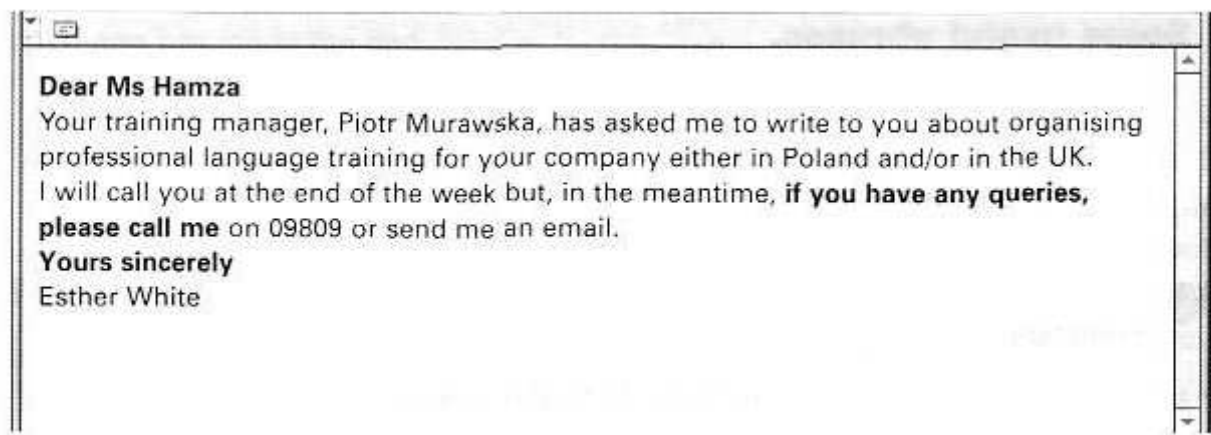 Dear Ms Hamza
Your training manager, Piotr Murawska, has asked me to write to you about organising
professional language training for your company either in Poland and/or in the UK.
I will call you at the end of the week but, in the meantime, if you have any queries,
please call me on 09809 or send me an email.
Yours sincerely
Esther White